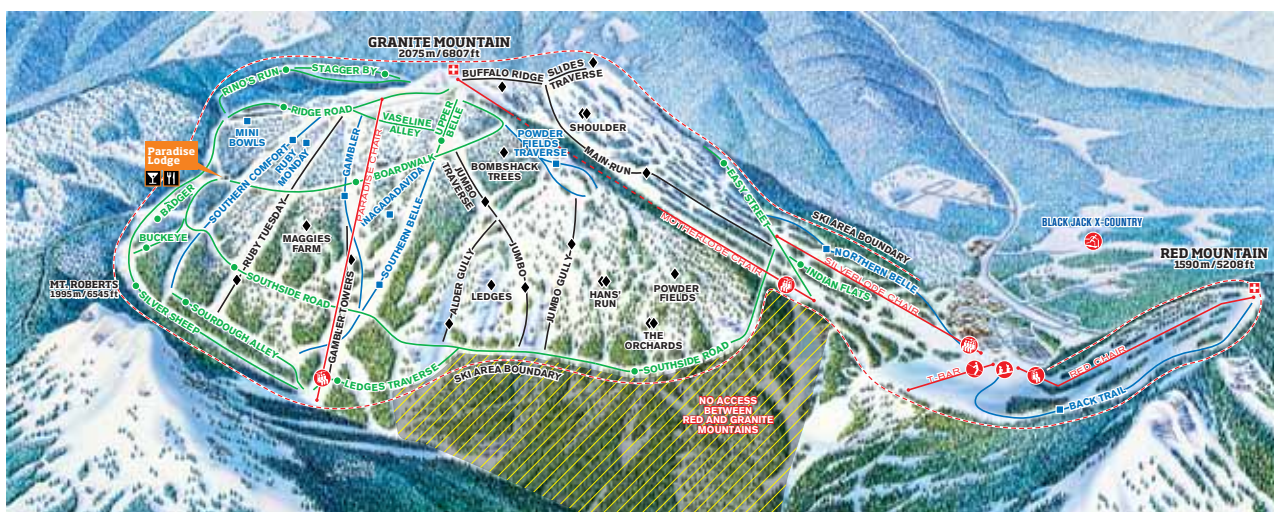 GRANITE MOUNTAIN
2075m/6807ft
RINO'S RUN
STAGGER BY
BUFFALO RIDGE
SLIDES
TRAVERSE
RIDGE ROAD
VASELINE
ALLEY
UPPER
BELLE
SHOULDER
MINI
BOWLS
GAMBLER
POWDER
FIELDS
TRAVERSE
MAIN-RUN
Paradise
Lodge
SOUTHERN COMFORT
RUBY
MONDAY
PARADISE CHAIR
BOARDWALK
BOMBSHACK
TREES
EASY STREET
BADGER
NAGADADAVIDA
JUMBO
TRAVERSE
BUCKEYE
RUBY TUESDAY
MAGGIES
FARM
SOUTHERN BELLE
MOTHERLODE CHAIR
SKI AREA BOUNDARY
BLACK JACK X-COUNTRY
NORTHERN BELLE
RED MOUNTAIN
1590m/5208ft
MT. ROBERTS
1995m/6545ft
SOUTHSIDE ROAD
ALDER GULLY
JUMBO
JUMBO GULLY
LEDGES
HANS'
RUN
POWDER
FIELDS
INDIAN FLATS
SILVERLODE CHAIR
SILVER SHEEP
SOURDOUGH ALLEY
GAMBLER TOWERS
THE
ORCHARDS
LEDGES TRAVERSE
SKI AREA BOUNDARY
SOUTHSIDE ROAD
T-BAR
RED CHAIR
BACK TRAIL
NO ACCESS
BETWEEN
RED AND GRANITE
MOUNTAINS